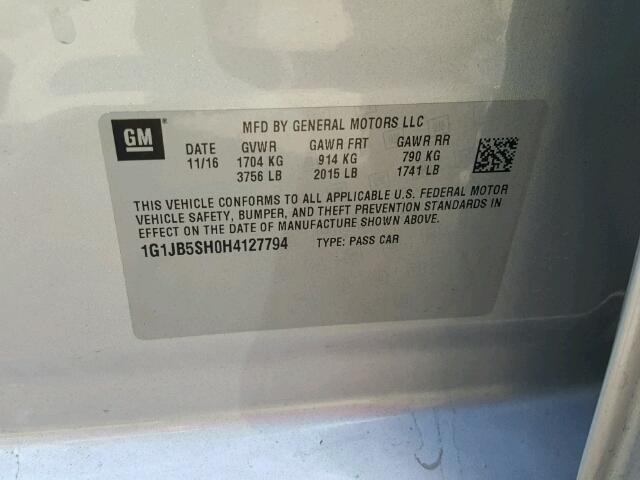 GM
MFD BY GENERAL MOTORS LLC
DATE GVWR GAWR FRT GAWR RR
11/16 1704 KG 914 KG 790 KG
3756 LB 2015 LB 1741 LB
THIS VEHICLE CONFORMS TO ALL APPLICABLE U.S. FEDERAL MOTOR
VEHICLE SAFETY, BUMPER, AND THEFT PREVENTION STANDARDS IN
EFFECT ON THE DATE OF MANUFACTURE SHOWN ABOVE.
1G1JB5SH0H4127794 TYPE: PASS CAR